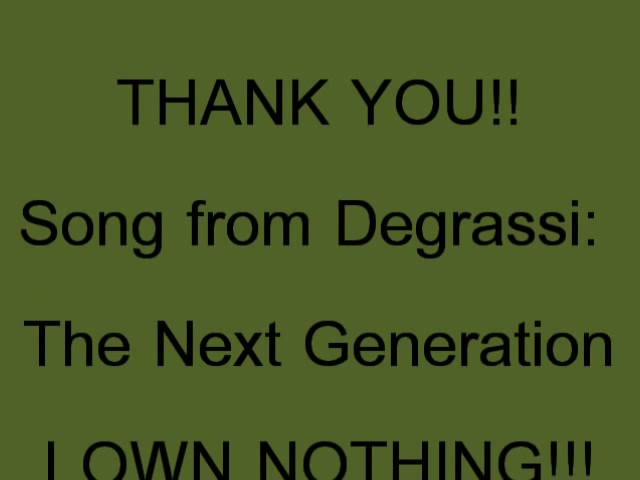 THANK YOU!!
Song from Degrassi:
The Next Generation
I OWN NOTHING!!!